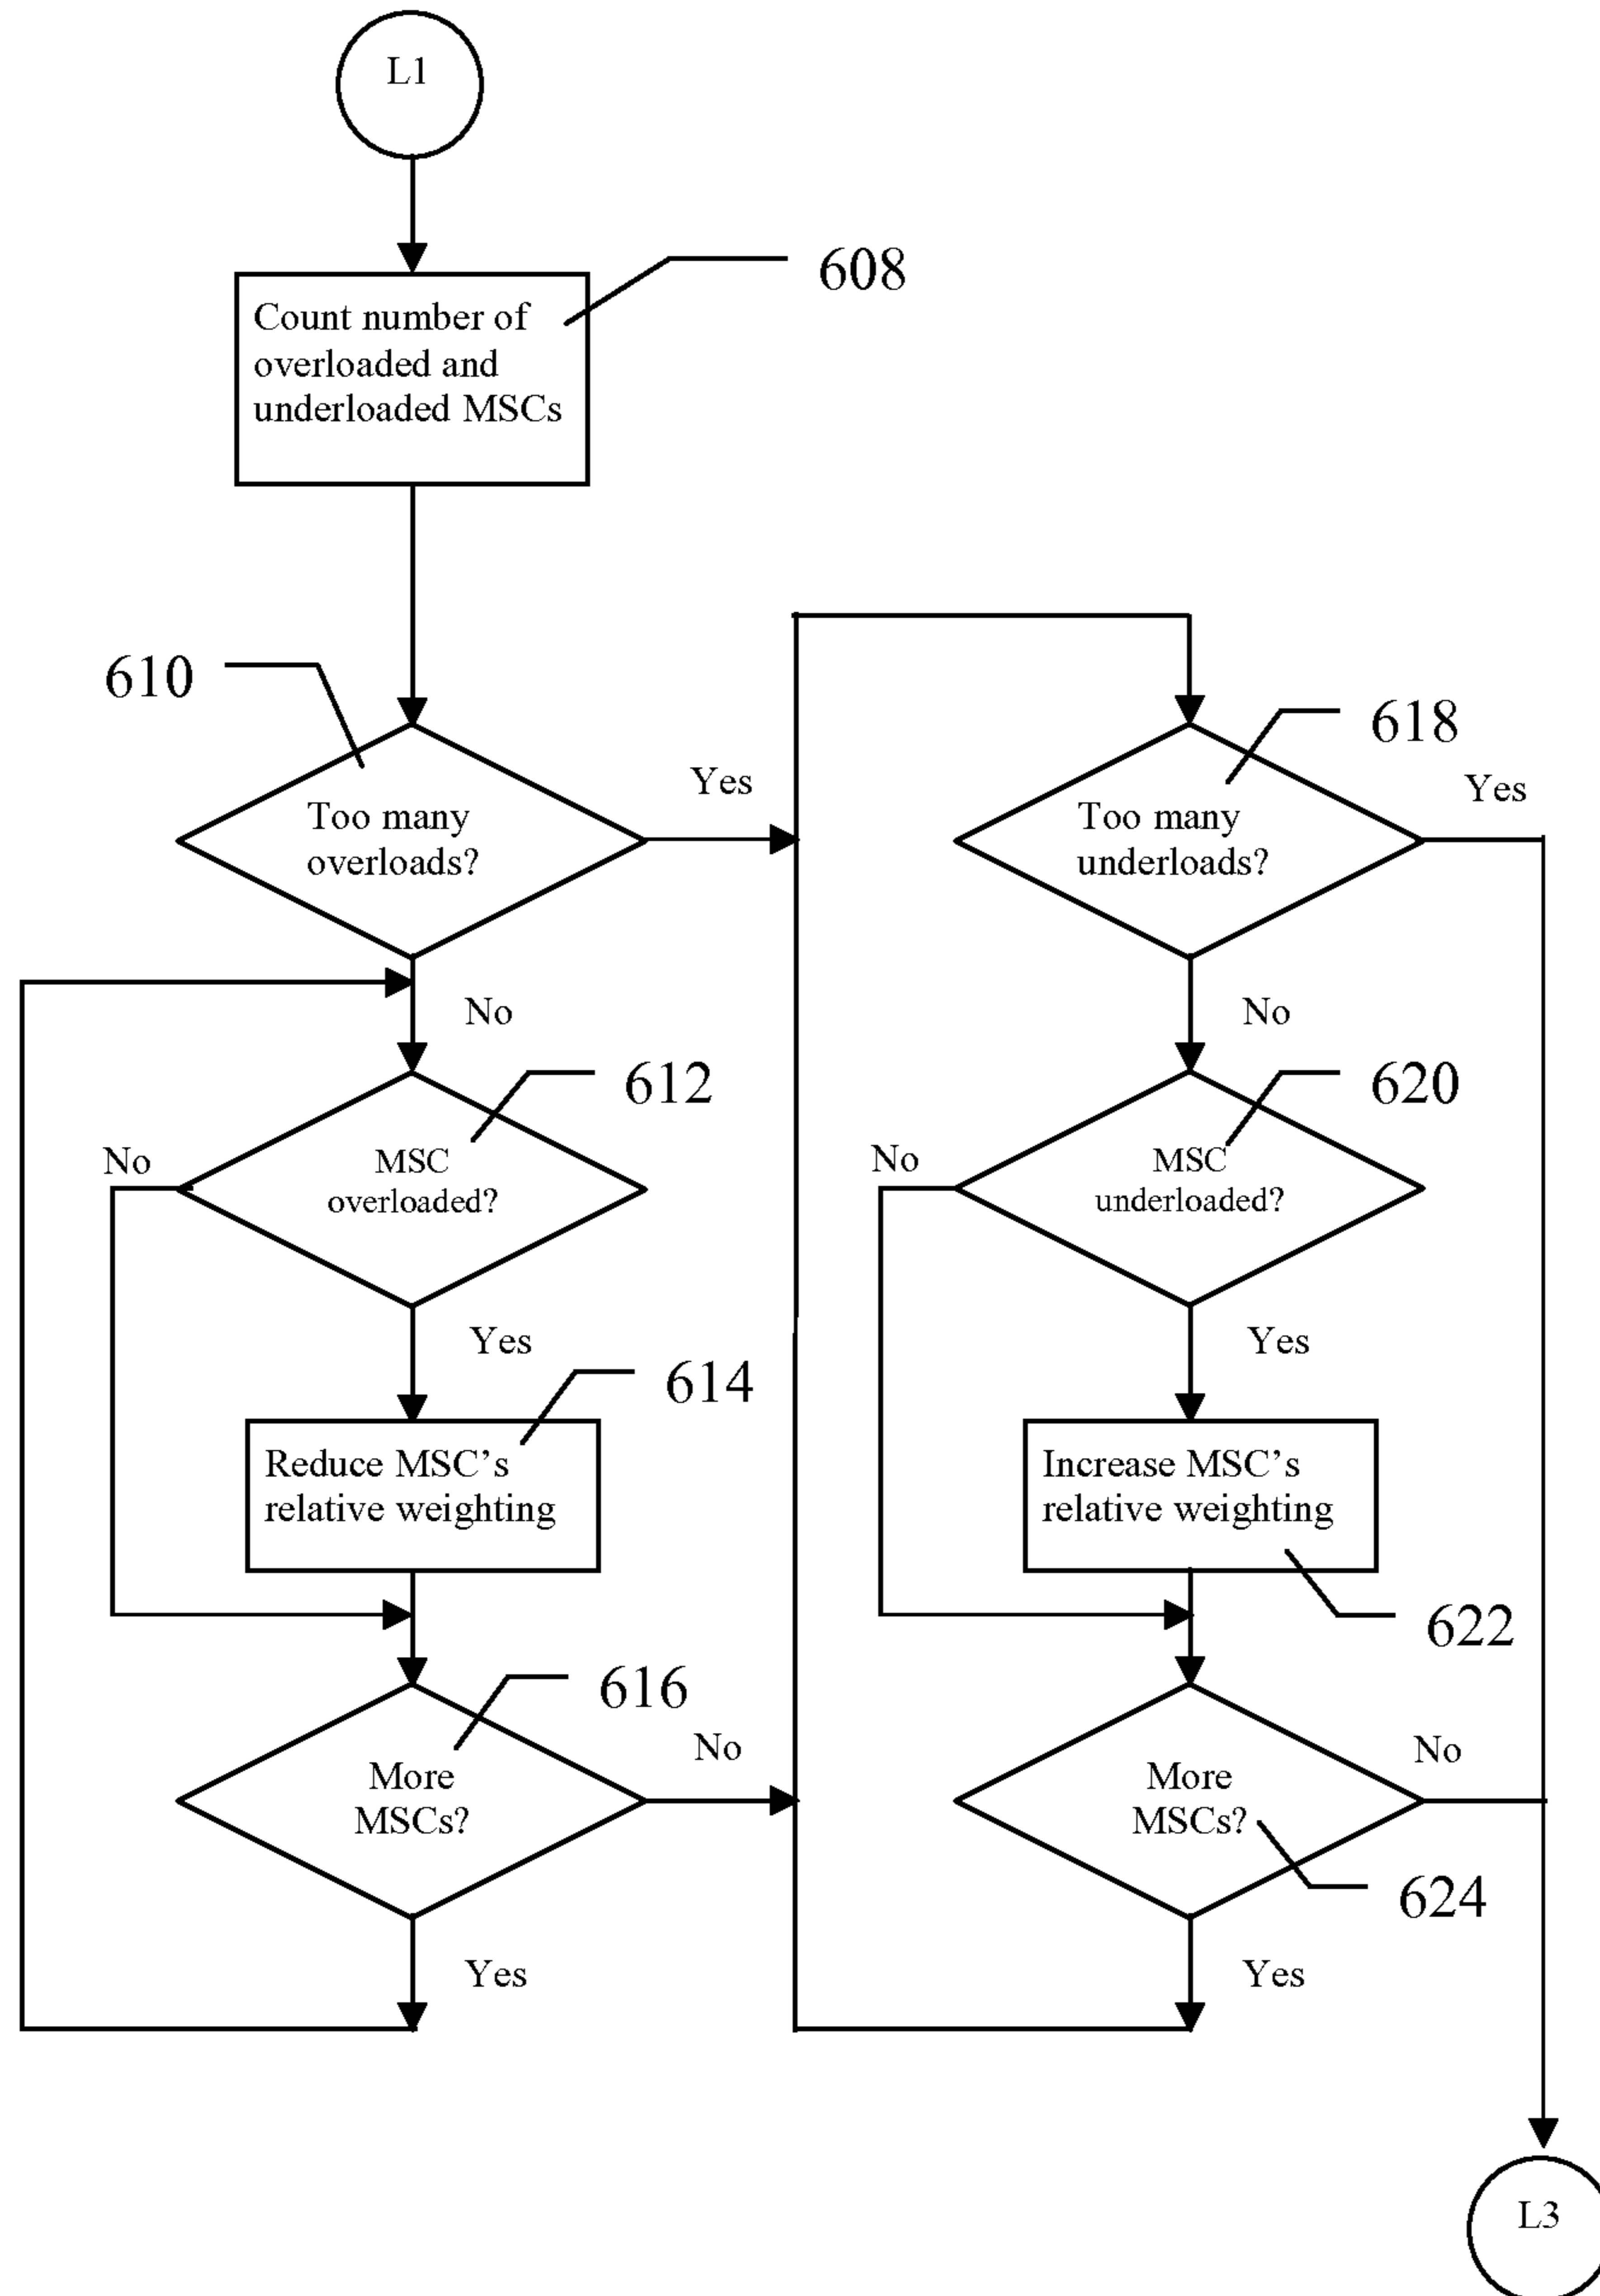 L1
608
Count number of
overloaded and
underloaded MSCs
610
Too many
overloads?
Yes
No
612
MSC
overloaded?
No
Yes
614
Reduce MSC's
relative weighting
616
More
MSCs?
No
Yes
618
Too many
underloads?
Yes
No
620
MSC
underloaded?
No
Yes
Increase MSC's
relative weighting
622
More
MSCs?
No
624
Yes
L3